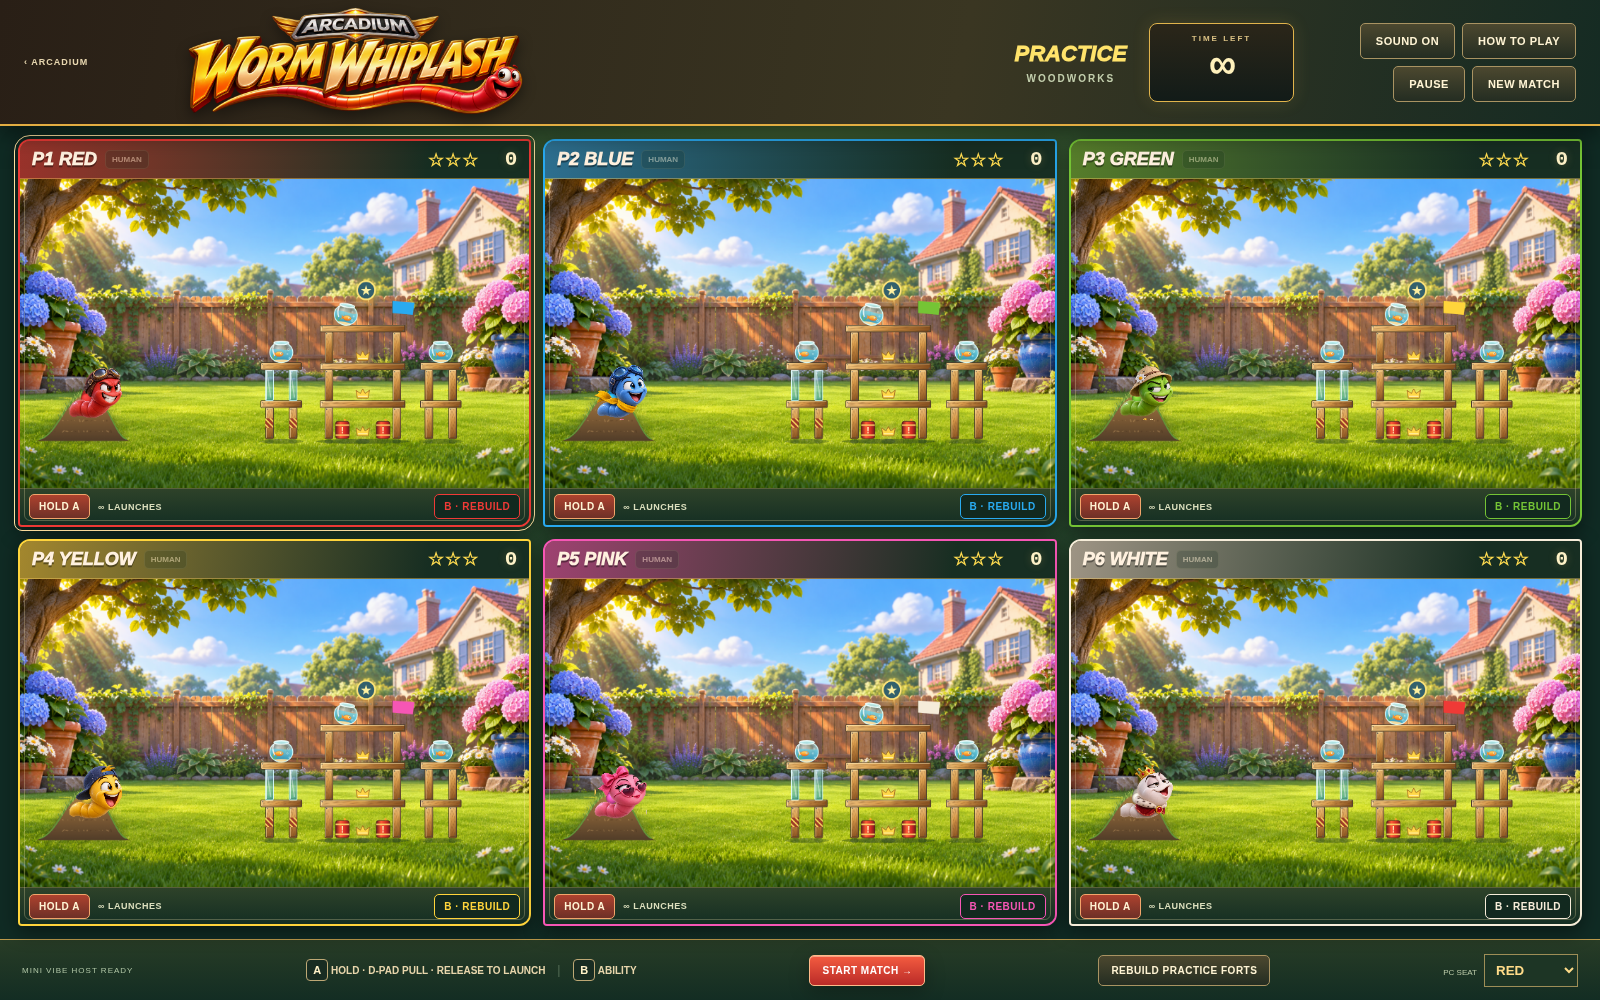 ‹ ARCADIUM
ARCADIUM
WORM WHIPLASH
PRACTICE
WOODWORKS
TIME LEFT
∞
SOUND ON
HOW TO PLAY
PAUSE
NEW MATCH
P1 RED HUMAN ☆☆☆ 0
HOLD A ∞ LAUNCHES B · REBUILD
P2 BLUE HUMAN ☆☆☆ 0
HOLD A ∞ LAUNCHES B · REBUILD
P3 GREEN HUMAN ☆☆☆ 0
HOLD A ∞ LAUNCHES B · REBUILD
P4 YELLOW HUMAN ☆☆☆ 0
HOLD A ∞ LAUNCHES B · REBUILD
P5 PINK HUMAN ☆☆☆ 0
HOLD A ∞ LAUNCHES B · REBUILD
P6 WHITE HUMAN ☆☆☆ 0
HOLD A ∞ LAUNCHES B · REBUILD
MINI VIBE HOST READY
A HOLD · D-PAD PULL · RELEASE TO LAUNCH | B ABILITY
START MATCH →
REBUILD PRACTICE FORTS
PC SEAT RED